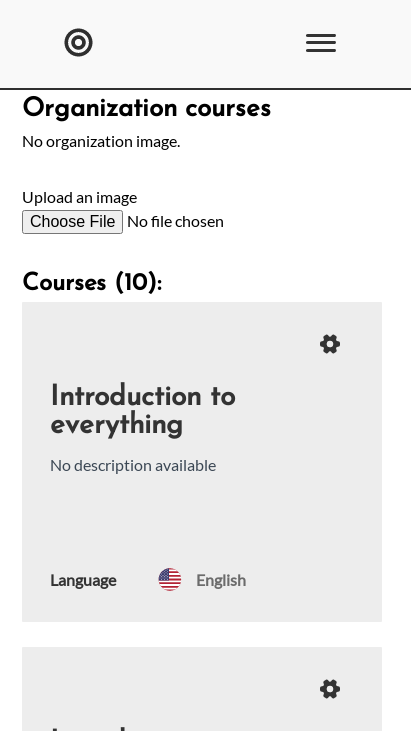 Organization courses
No organization image.
Upload an image
Choose File No file chosen
Courses (10):
Introduction to
everything
No description available
Language English